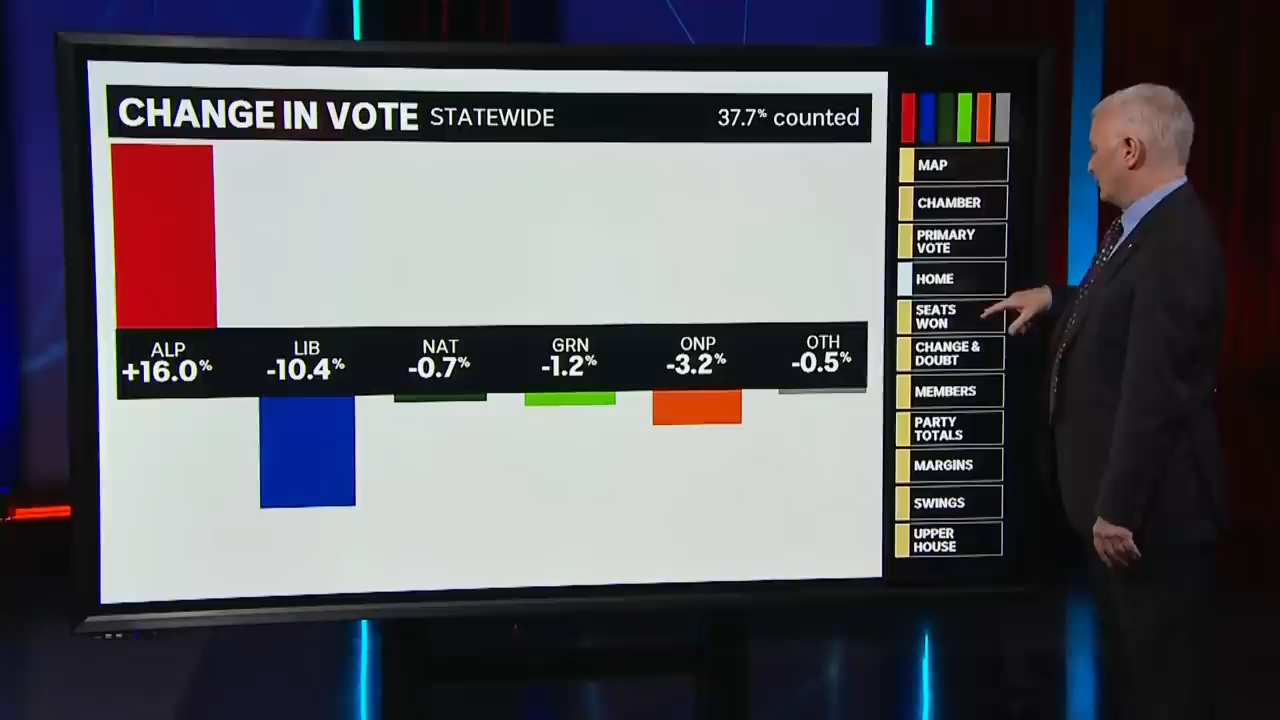 CHANGE IN VOTE STATEWIDE 37.7% counted
ALP LIB NAT GRN ONP OTH
+16.0% -10.4% -0.7% -1.2% -3.2% -0.5%
MAP
CHAMBER
PRIMARY
VOTE
HOME
SEATS
WON
CHANGE &
DOUBT
MEMBERS
PARTY
TOTALS
MARGINS
SWINGS
UPPER
HOUSE